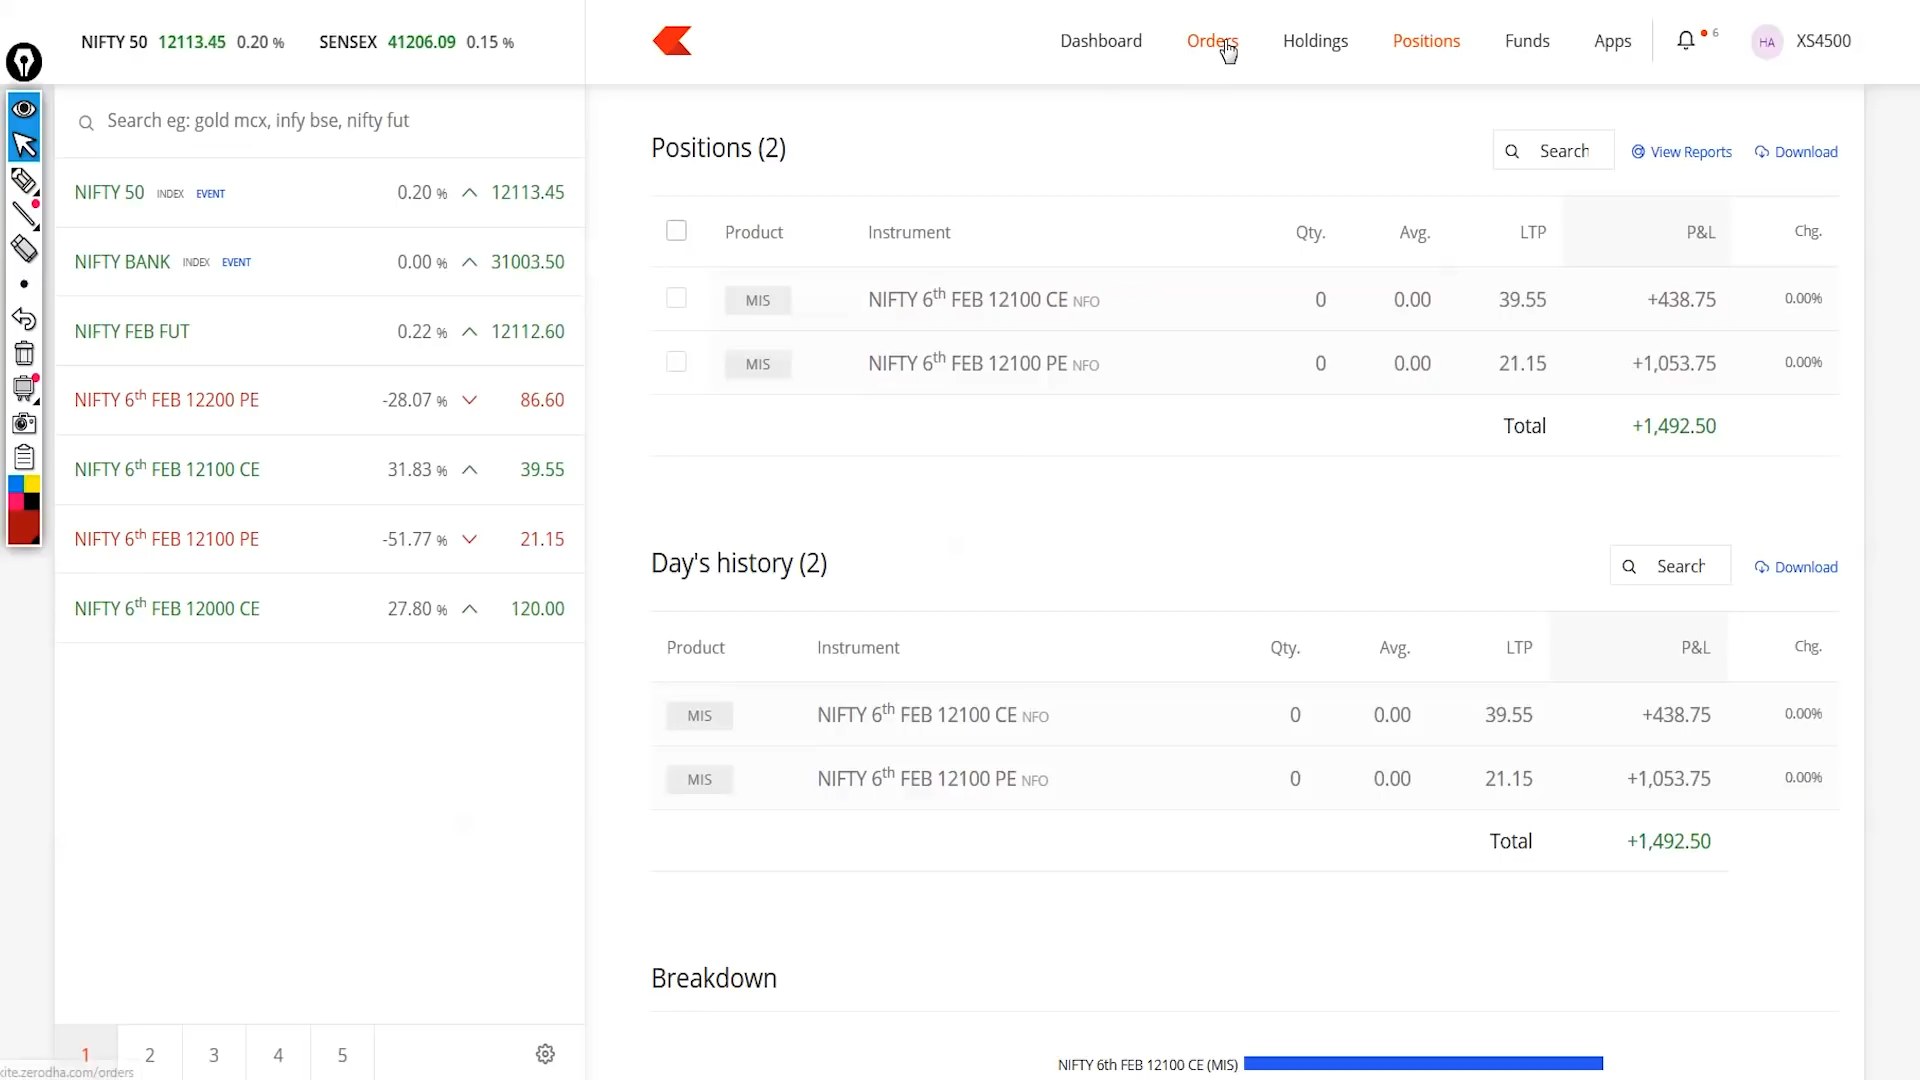 NIFTY 50 12113.45 0.20 % SENSEX 41206.09 0.15 %
Dashboard Orders Holdings Positions Funds Apps 6 HA XS4500
Search eg: gold mcx, infy bse, nifty fut
NIFTY 50 INDEX EVENT 0.20 % 12113.45
NIFTY BANK INDEX EVENT 0.00 % 31003.50
NIFTY FEB FUT 0.22 % 12112.60
NIFTY 6th FEB 12200 PE -28.07 % 86.60
NIFTY 6th FEB 12100 CE 31.83 % 39.55
NIFTY 6th FEB 12100 PE -51.77 % 21.15
NIFTY 6th FEB 12000 CE 27.80 % 120.00
1 2 3 4 5
kite.zerodha.com/orders
Positions (2) Search View Reports Download
Product Instrument Qty. Avg. LTP P&L Chg.
MIS NIFTY 6th FEB 12100 CE NFO 0 0.00 39.55 +438.75 0.00%
MIS NIFTY 6th FEB 12100 PE NFO 0 0.00 21.15 +1,053.75 0.00%
Total +1,492.50
Day's history (2) Search Download
Product Instrument Qty. Avg. LTP P&L Chg.
MIS NIFTY 6th FEB 12100 CE NFO 0 0.00 39.55 +438.75 0.00%
MIS NIFTY 6th FEB 12100 PE NFO 0 0.00 21.15 +1,053.75 0.00%
Total +1,492.50
Breakdown
NIFTY 6th FEB 12100 CE (MIS)